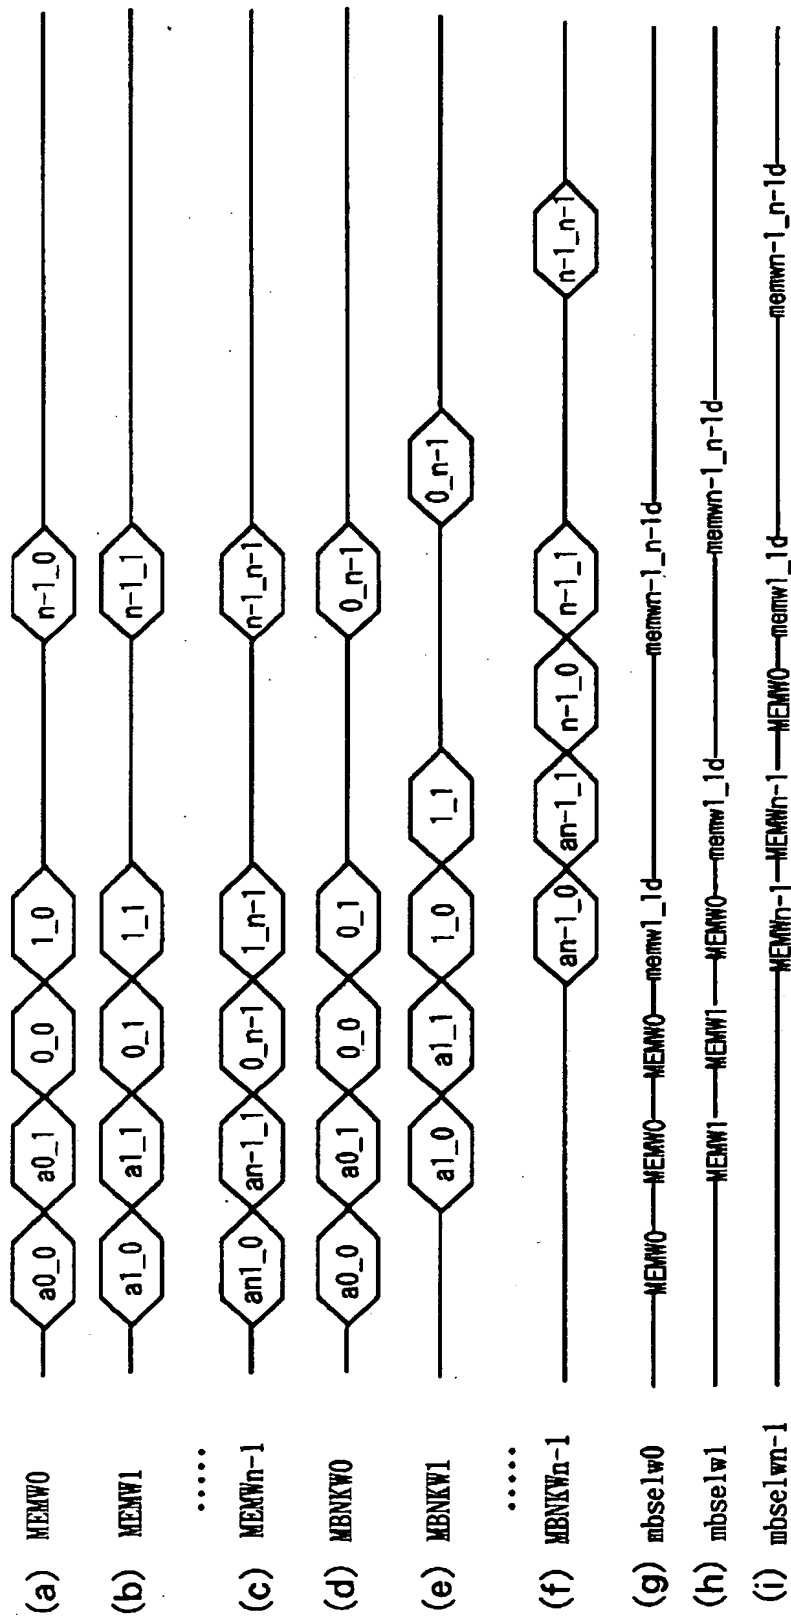 (a) MEMW0 a0_0 a0_1 0_0 1_0 n-1_0
(b) MEMW1 a1_0 a1_1 0_1 1_1 n-1_1
.....
(c) MEMWn-1 an1_0 an-1_1 0_n-1 1_n-1 n-1_n-1
(d) MBNKW0 a0_0 a0_1 0_0 0_1 0_n-1
(e) MBNKW1 a1_0 a1_1 1_0 1_1 0_n-1
.....
(f) MBNKWn-1 an-1_0 an-1_1 n-1_0 n-1_1 n-1_n-1
(g) mbselw0 MEMW0 MEMW0 MEMW0 memw1_1d memwn-1_n-1d
(h) mbselw1 MEMW1 MEMW1 MEMW0 memw1_1d memwn-1_n-1d
(i) mbselwn-1 MEMWn-1 MEMWn-1 MEMW0 memw1_1d memwn-1_n-1d